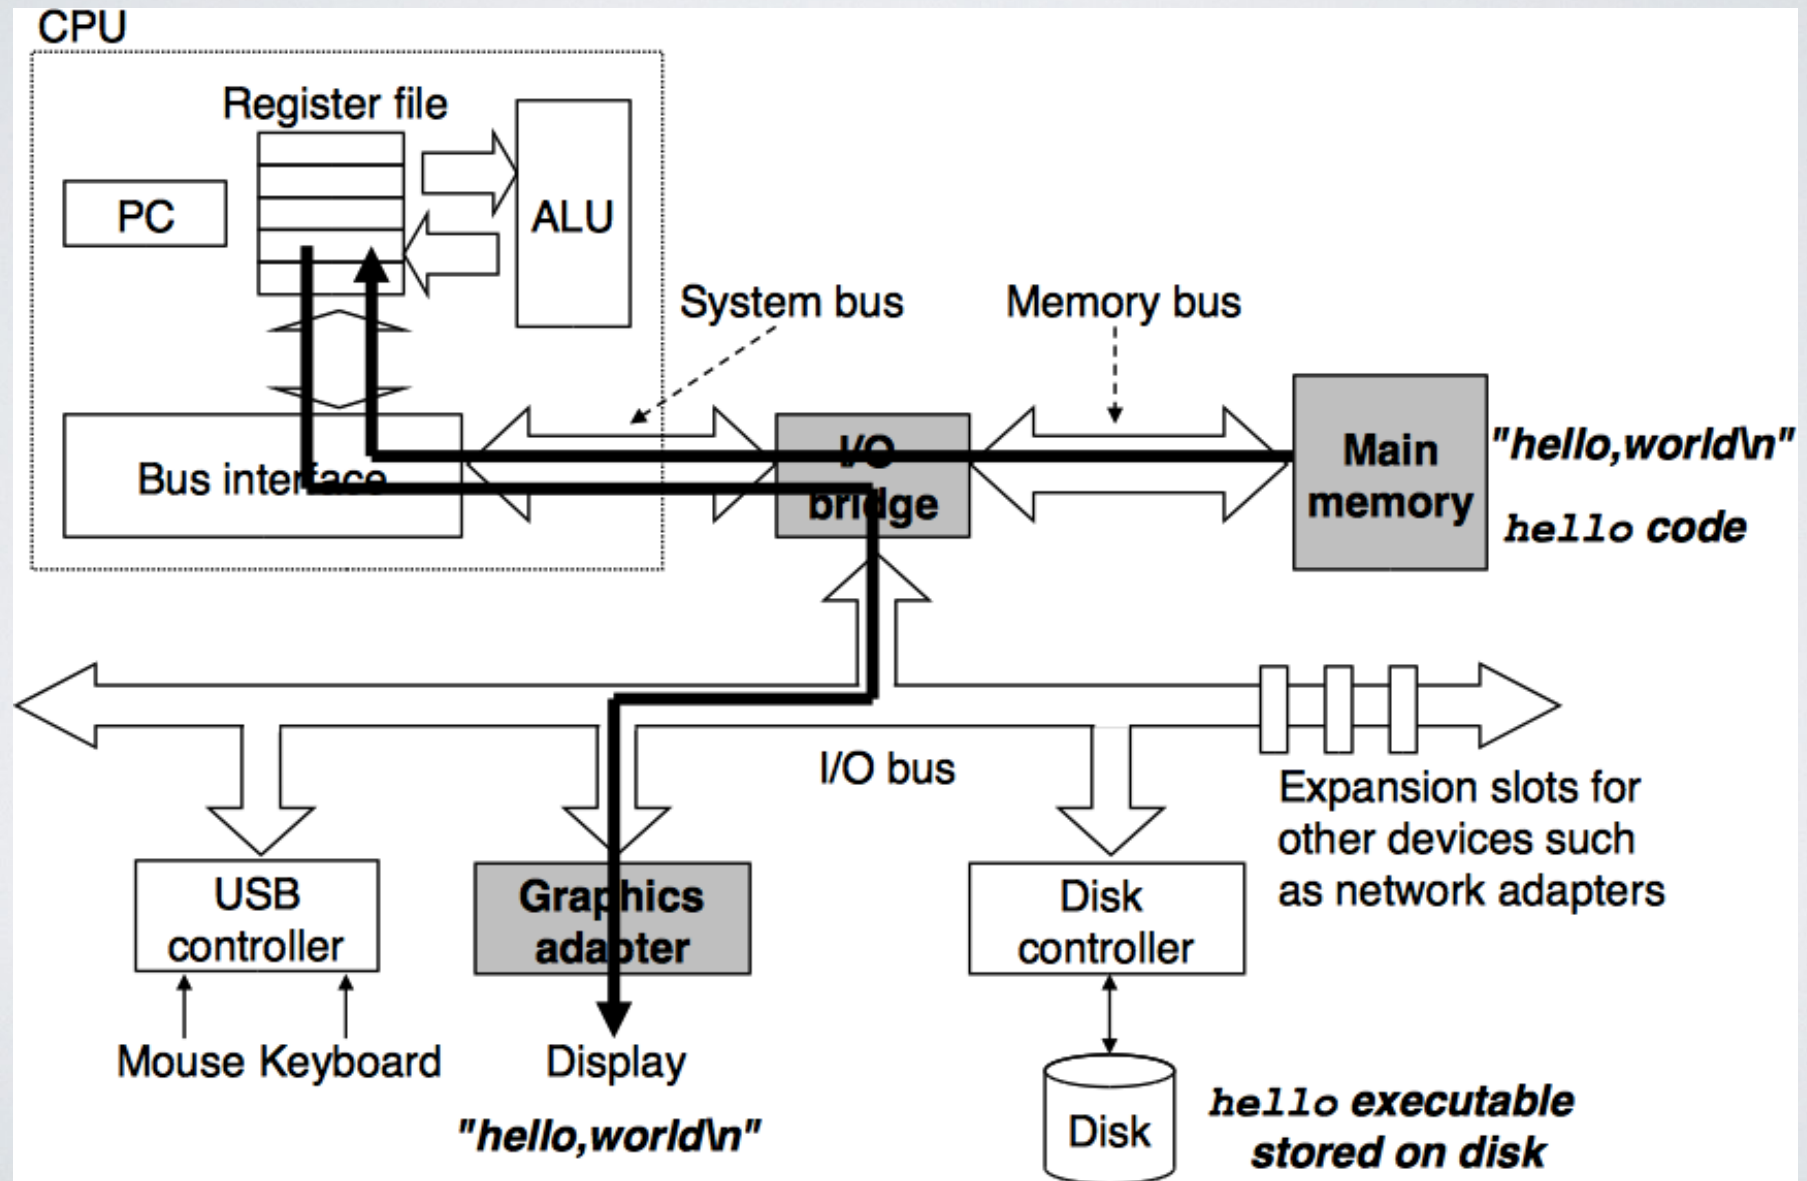 CPU
Register file
PC
ALU
System bus
Memory bus
Bus interface
I/O
bridge
Main
memory
"hello,world\n"
hello code
I/O bus
Expansion slots for
other devices such
as network adapters
USB
controller
Graphics
adapter
Disk
controller
Mouse Keyboard
Display
"hello,world\n"
Disk
hello executable
stored on disk